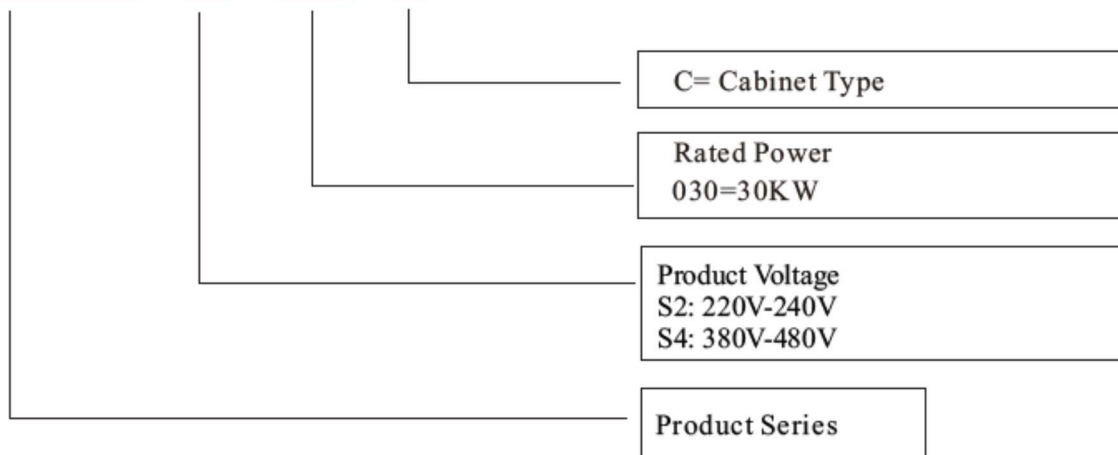 C= Cabinet Type
Rated Power
030=30KW
Product Voltage
S2: 220V-240V
S4: 380V-480V
Product Series